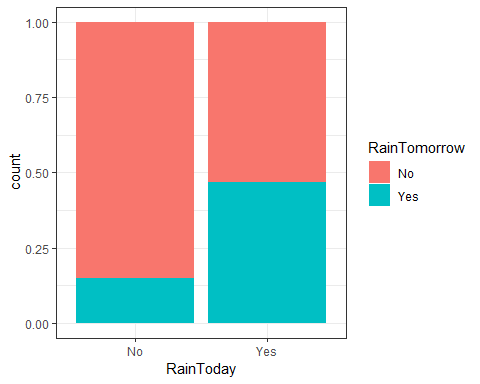 1.00
0.75
0.50
0.25
0.00
count
No
Yes
RainToday
RainTomorrow
No
Yes